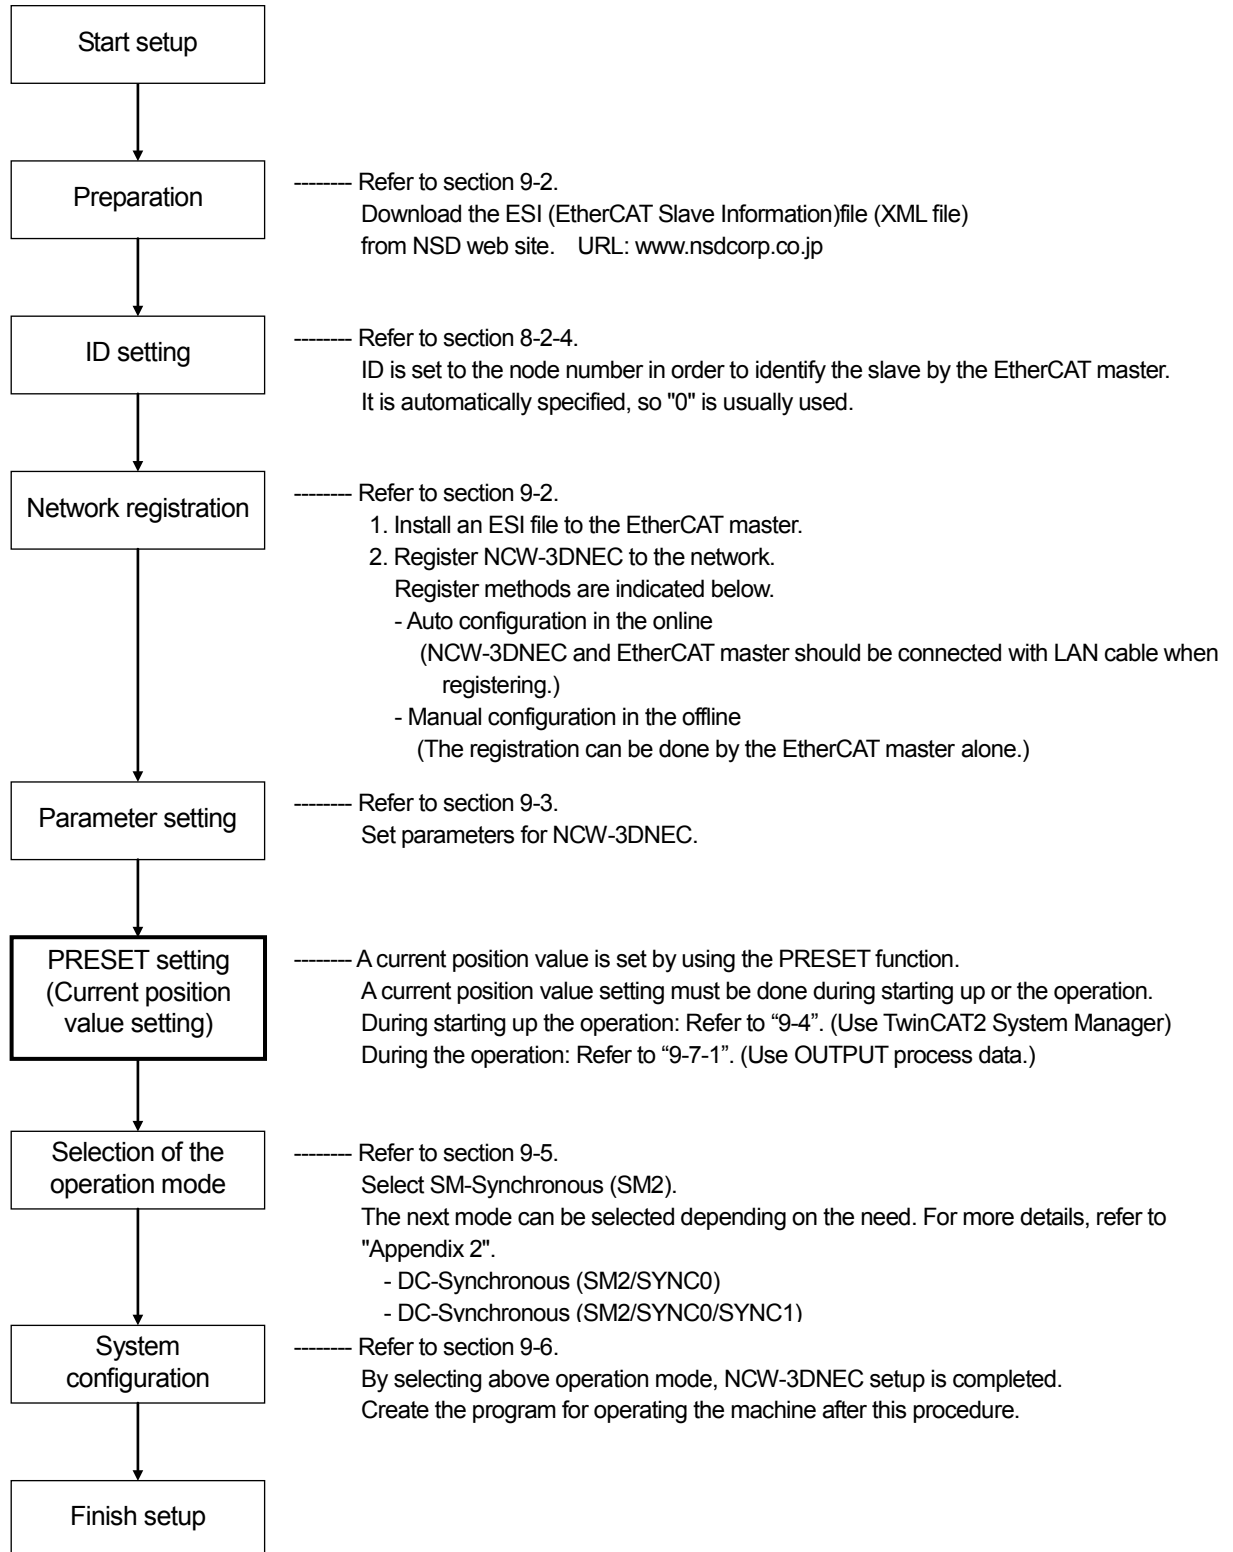 Start setup
Preparation
-------- Refer to section 9-2.
Download the ESI (EtherCAT Slave Information)file (XML file)
from NSD web site. URL: www.nsdcorp.co.jp
ID setting
-------- Refer to section 8-2-4.
ID is set to the node number in order to identify the slave by the EtherCAT master.
It is automatically specified, so "0" is usually used.
Network registration
-------- Refer to section 9-2.
1. Install an ESI file to the EtherCAT master.
2. Register NCW-3DNEC to the network.
Register methods are indicated below.
- Auto configuration in the online
(NCW-3DNEC and EtherCAT master should be connected with LAN cable when
registering.)
- Manual configuration in the offline
(The registration can be done by the EtherCAT master alone.)
Parameter setting
-------- Refer to section 9-3.
Set parameters for NCW-3DNEC.
PRESET setting
(Current position
value setting)
-------- A current position value is set by using the PRESET function.
A current position value setting must be done during starting up or the operation.
During starting up the operation: Refer to “9-4”. (Use TwinCAT2 System Manager)
During the operation: Refer to “9-7-1”. (Use OUTPUT process data.)
Selection of the
operation mode
-------- Refer to section 9-5.
Select SM-Synchronous (SM2).
The next mode can be selected depending on the need. For more details, refer to
"Appendix 2".
- DC-Synchronous (SM2/SYNC0)
- DC-Synchronous (SM2/SYNC0/SYNC1)
System
configuration
-------- Refer to section 9-6.
By selecting above operation mode, NCW-3DNEC setup is completed.
Create the program for operating the machine after this procedure.
Finish setup